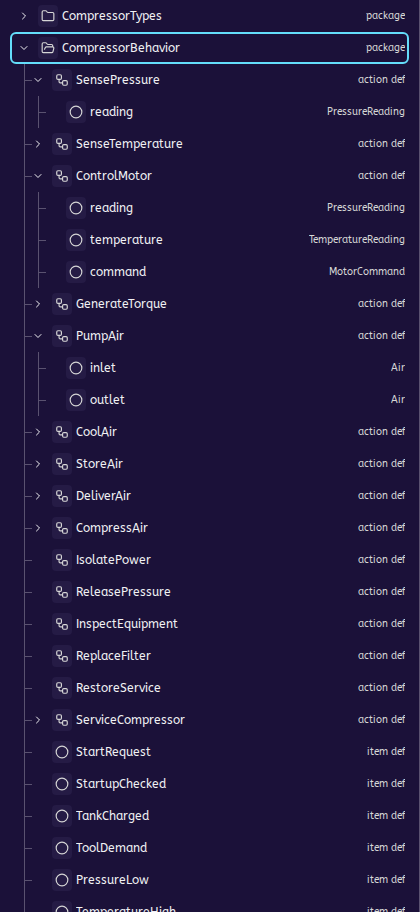 CompressorTypes package
CompressorBehavior package
SensePressure action def
reading PressureReading
SenseTemperature action def
ControlMotor action def
reading PressureReading
temperature TemperatureReading
command MotorCommand
GenerateTorque action def
PumpAir action def
inlet Air
outlet Air
CoolAir action def
StoreAir action def
DeliverAir action def
CompressAir action def
IsolatePower action def
ReleasePressure action def
InspectEquipment action def
ReplaceFilter action def
RestoreService action def
ServiceCompressor action def
StartRequest item def
StartupChecked item def
TankCharged item def
ToolDemand item def
PressureLow item def
TemperatureHigh item def